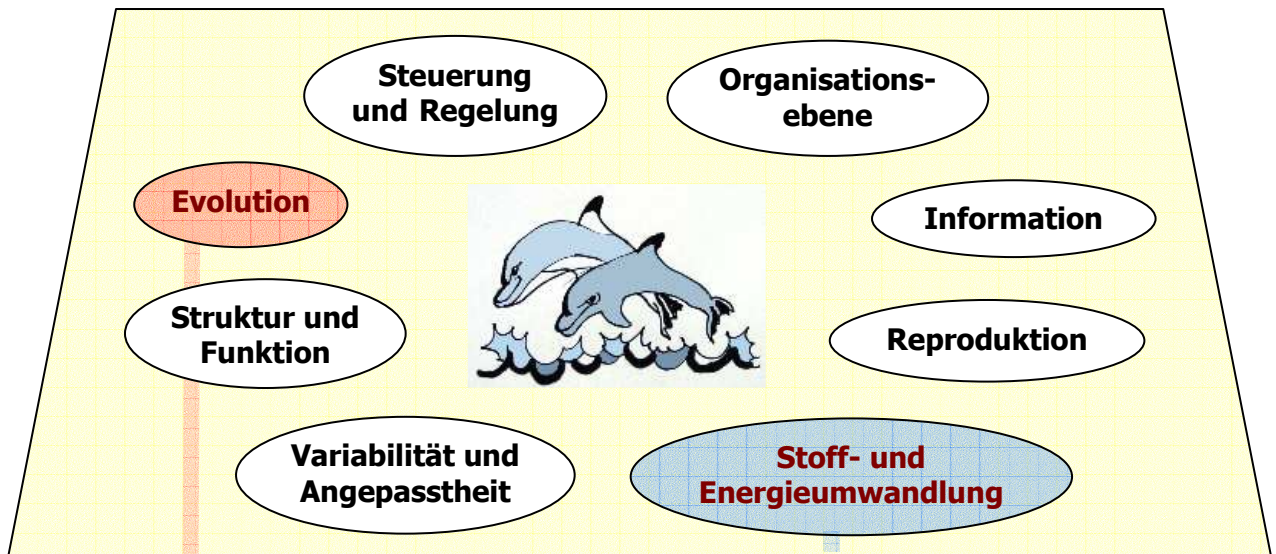 Steuerung
und Regelung
Organisations-
ebene
Evolution
Information
Struktur und
Funktion
Reproduktion
Variabilität und
Angepasstheit
Stoff- und
Energieumwandlung